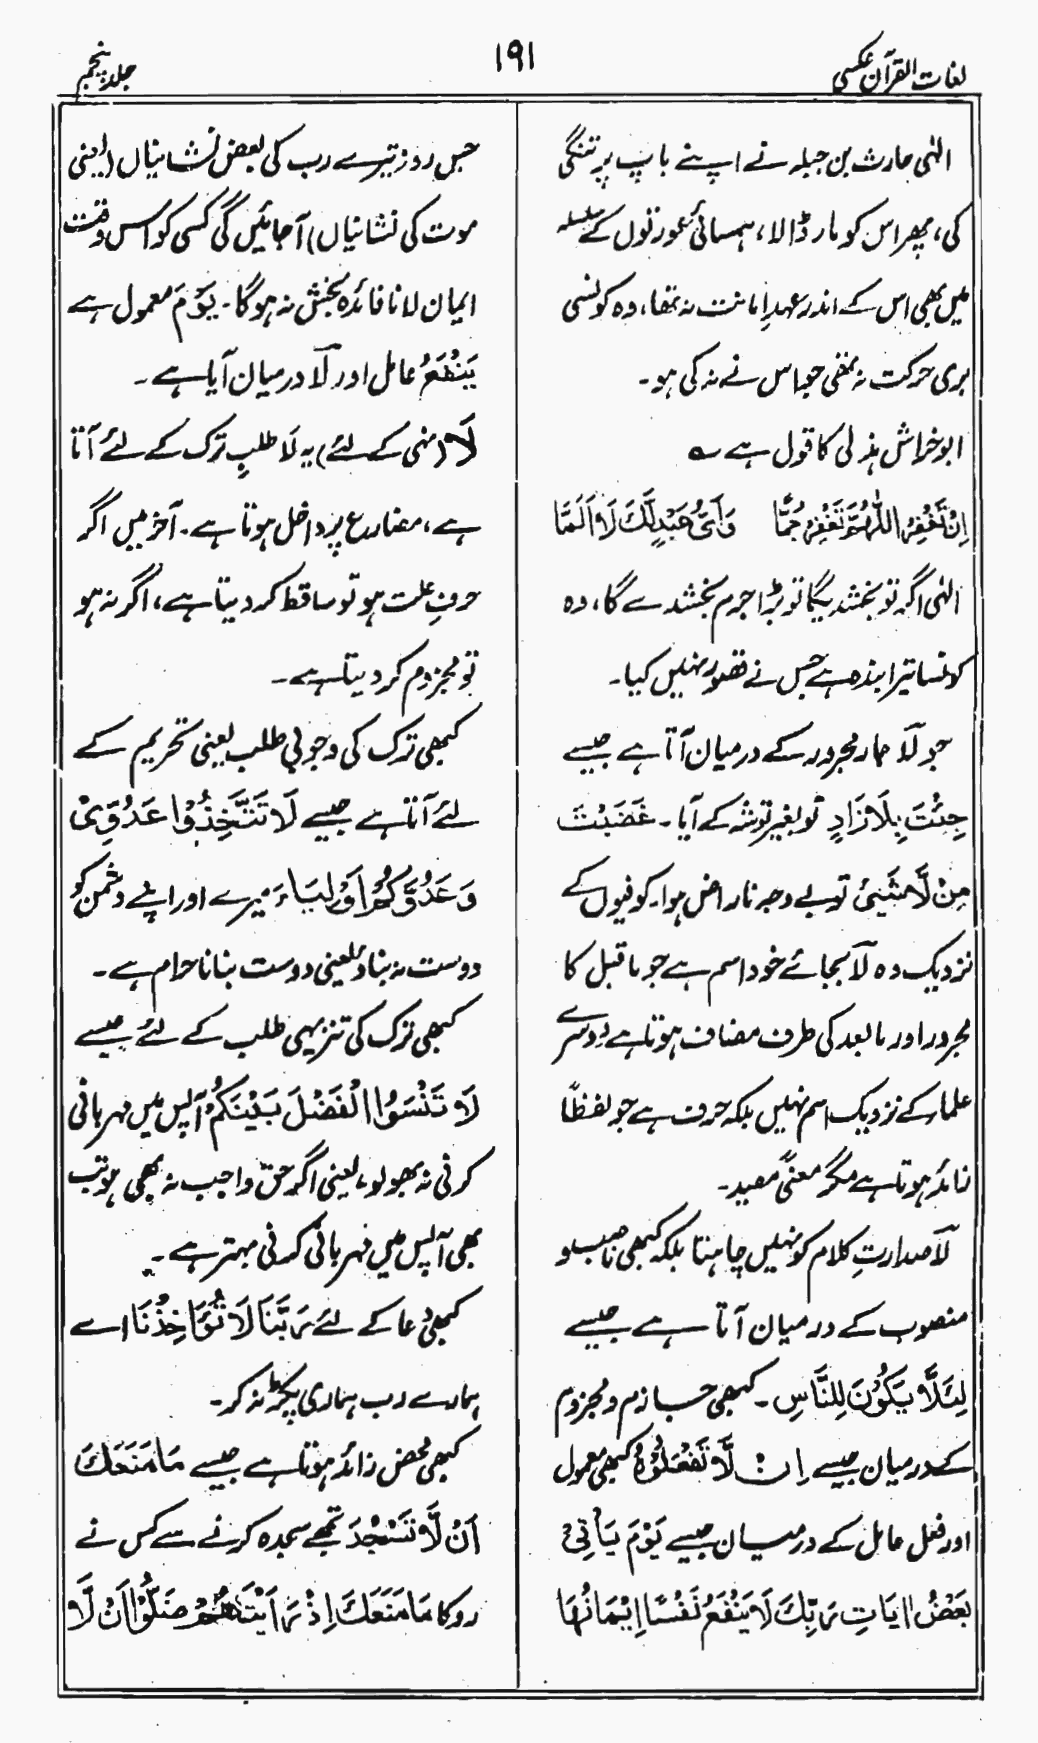 لغات القرآن عکسی
۱۹۱
جلد پنجم
الٰہی حارث بن جبلہ نے اپنے باپ پر تنگی
کی، پھر اس کو مار ڈالا، ہمسائی عورتوں کے سلسلہ
میں بھی اس کے اندر عہدِ امانت نہ تھا، وہ کونسی
بری حرکت نہ تھی جو اس نے نہ کی ہو۔
ابو خراش ہذلی کا قول ہے ؎
اِنْ تَغْفِرِ اللّٰهُمَّ تَغْفِرْ جَمًّا وَاَیُّ عَبْدٍ لَّكَ لَا اَلَمَّا
الٰہی اگر تو بخشدیگا تو بڑا جرم بخشدے گا، وہ
کونسا تیرا بندہ ہے جس نے قصور نہیں کیا۔
جو لَا جار مجرور کے درمیان آتا ہے جیسے
جِئْتَ بِلَا زَادٍ تو بغیر توشہ کے آیا۔ غَضِبْتَ
مِنْ لَّا شَیْئٍ تو بے وجہ ناراض ہوا۔ کوفیوں کے
نزدیک وہ لَا بجائے خود اسم ہے جو ماقبل کا
مجرور اور مابعد کی طرف مضاف ہوتا ہے دوسرے
علماء کے نزدیک اسم نہیں بلکہ حرف ہے جو لفظًا
زائد ہوتا ہے مگر معنًی مفید۔
لَا صدارتِ کلام کو نہیں چاہتا بلکہ کبھی ناصب و
منصوب کے درمیان آتا ہے جیسے
لِئَلَّا یَكُوْنَ لِلنَّاسِ۔ کبھی جازم و مجزوم
کے درمیان جیسے اِنْ لَّا تَفْعَلُوْهُ کبھی معمول
اور فعل عامل کے درمیان جیسے یَوْمَ یَأْتِیْ
بَعْضُ اٰیَاتِ رَبِّكَ لَا یَنْفَعُ نَفْسًا اِیْمَانُهَا
جس روز تیرے رب کی بعض نشانیاں (یعنی
موت کی نشانیاں) آجائیں گی کسی کو اس وقت
ایمان لانا فائدہ بخش نہ ہوگا۔ یَوْمَ معمول ہے
یَنْفَعُ عامل اور لَا درمیان آیا ہے۔
لَا (نہی کے لئے) یہ لَا طلبِ ترک کے لئے آتا
ہے، مضارع پر داخل ہوتا ہے۔ آخر میں اگر
حرفِ علت ہو تو ساقط کر دیتا ہے، اگر نہ ہو
تو مجزوم کر دیتا ہے۔
کبھی ترک کی وجوبی طلب یعنی تحریم کے
لئے آتا ہے جیسے لَا تَتَّخِذُوْا عَدُوِّیْ
وَعَدُوَّكُمْ اَوْلِیَاءَ میرے اور اپنے دشمن کو
دوست نہ بناؤ یعنی دوست بنانا حرام ہے۔
کبھی ترک کی تنزیہی طلب کے لئے جیسے
لَا تَنْسَوُا الْفَضْلَ بَیْنَكُمْ آپس میں مہربانی
کرنی نہ بھولو، یعنی اگر حق واجب نہ بھی ہو تب
بھی آپس میں مہربانی کرنی بہتر ہے۔
کبھی دعا کے لئے رَبَّنَا لَا تُؤَاخِذْنَا اے
ہمارے رب ہماری پکڑ نہ کر۔
کبھی محض زائد ہوتا ہے جیسے مَا مَنَعَكَ
اَنْ لَّا تَسْجُدَ تجھے سجدہ کرنے سے کس نے
روکا مَا مَنَعَكَ اِذْ رَاَیْتَهُمْ ضَلُّوْا اَنْ لَّا